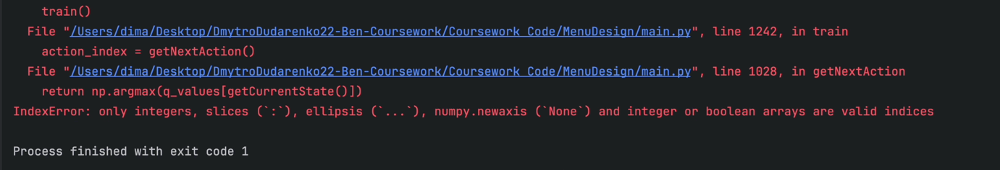 train()
File "/Users/dima/Desktop/DmytroDudarenko22-Ben-Coursework/Coursework Code/MenuDesign/main.py", line 1242, in train
action_index = getNextAction()
File "/Users/dima/Desktop/DmytroDudarenko22-Ben-Coursework/Coursework Code/MenuDesign/main.py", line 1028, in getNextAction
return np.argmax(q_values[getCurrentState()])
IndexError: only integers, slices (`:`), ellipsis (`...`), numpy.newaxis (`None`) and integer or boolean arrays are valid indices
Process finished with exit code 1